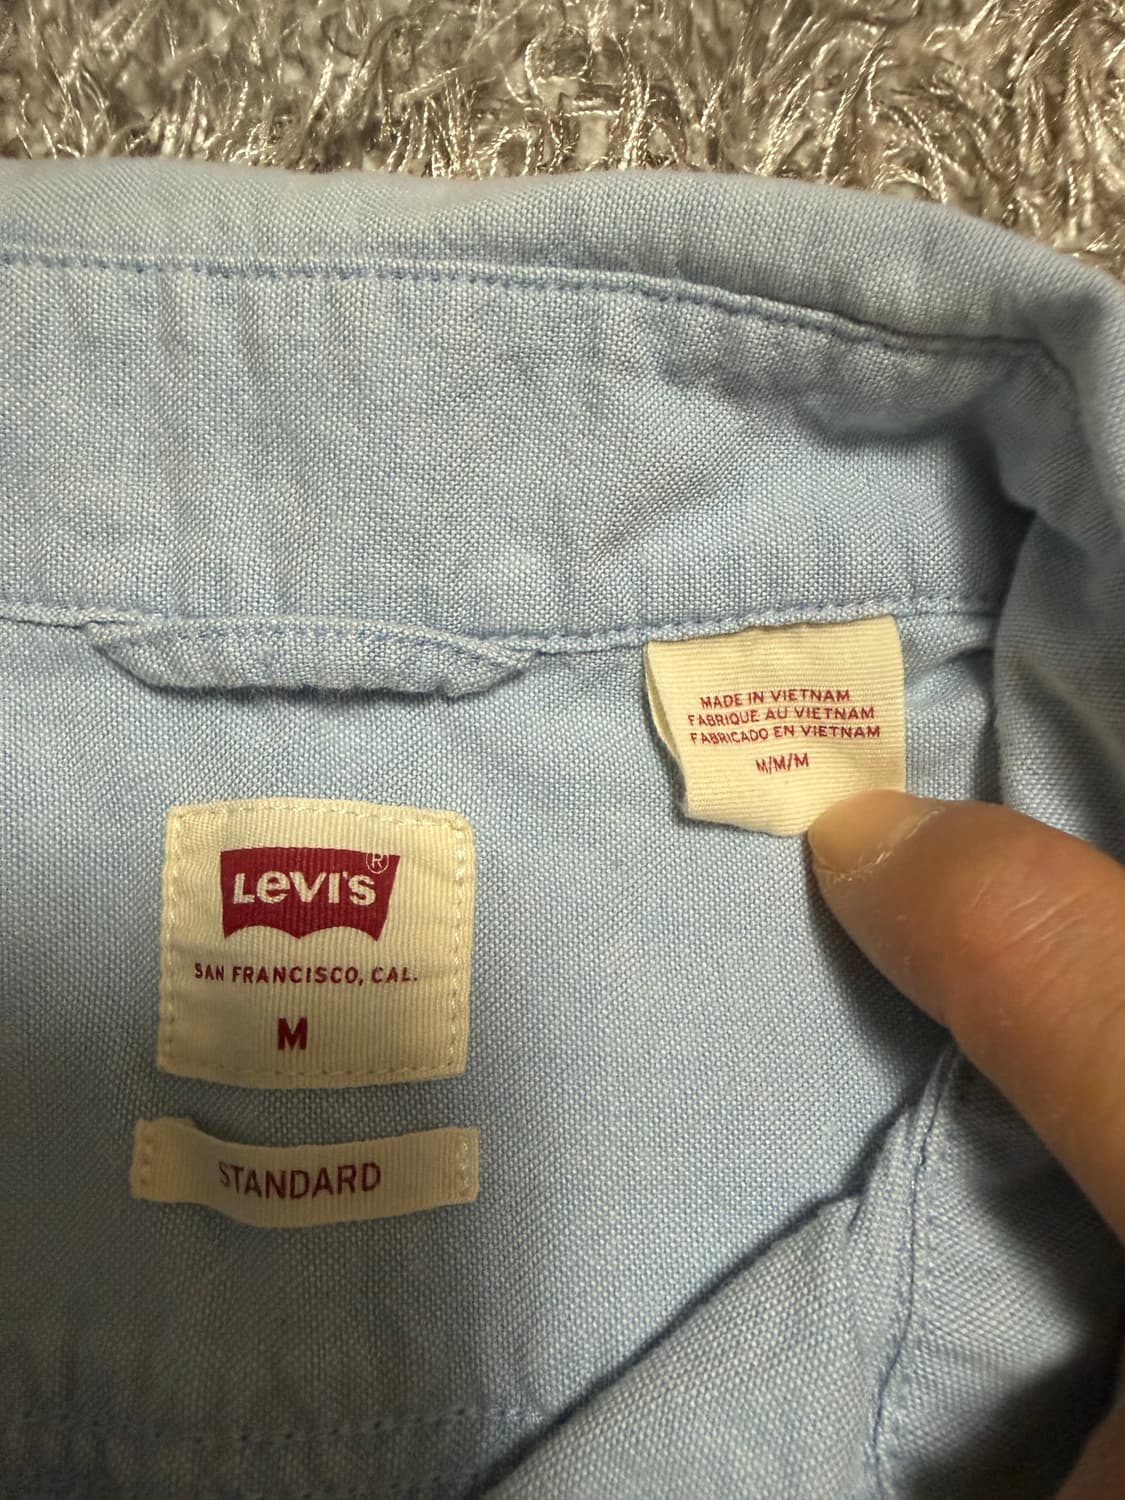 MADE IN VIETNAM
FABRIQUE AU VIETNAM
FABRICADO EN VIETNAM
M/M/M
LEVI'S®
SAN FRANCISCO, CAL.
M
STANDARD